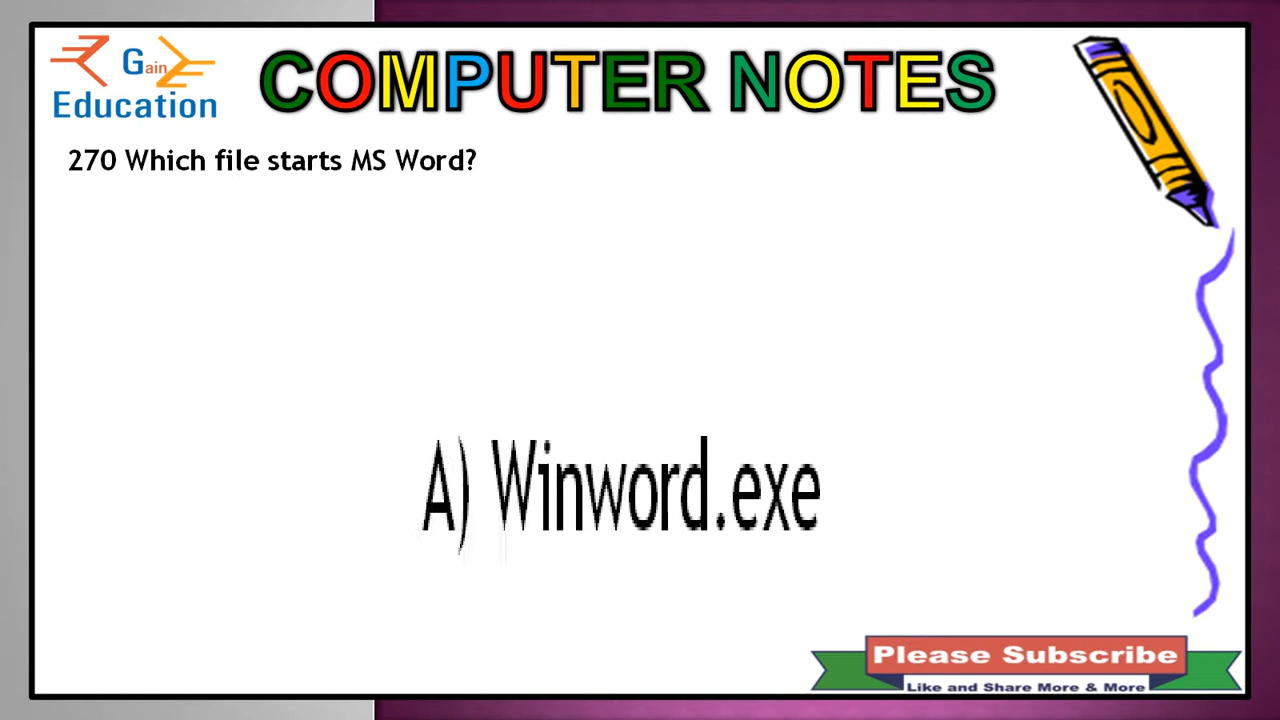 Gain
Education
COMPUTER NOTES
270 Which file starts MS Word?
A) Winword.exe
Please Subscribe
Like and Share More & More